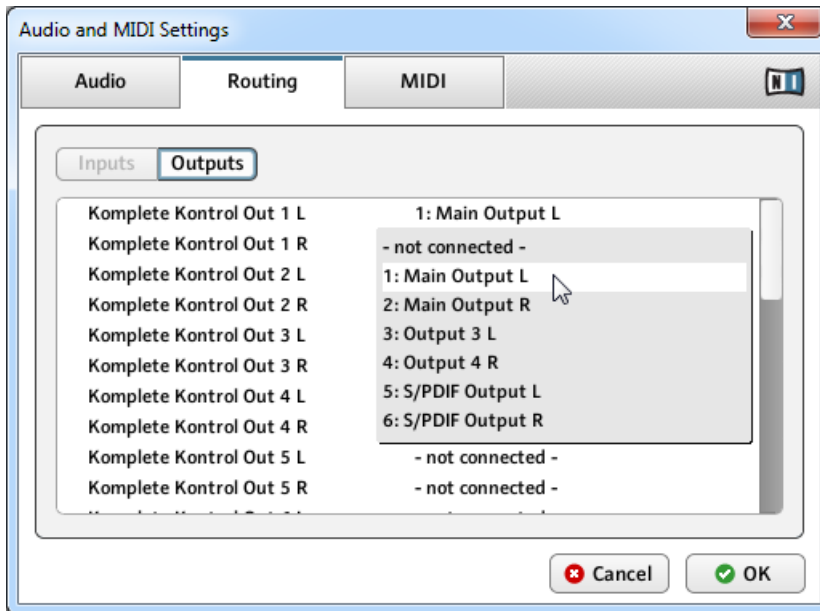 Audio and MIDI Settings
Audio
Routing
MIDI
NI
Inputs
Outputs
Komplete Kontrol Out 1 L
1: Main Output L
Komplete Kontrol Out 1 R
Komplete Kontrol Out 2 L
Komplete Kontrol Out 2 R
Komplete Kontrol Out 3 L
Komplete Kontrol Out 3 R
Komplete Kontrol Out 4 L
Komplete Kontrol Out 4 R
- not connected -
1: Main Output L
2: Main Output R
3: Output 3 L
4: Output 4 R
5: S/PDIF Output L
6: S/PDIF Output R
Komplete Kontrol Out 5 L
- not connected -
Komplete Kontrol Out 5 R
- not connected -
Cancel
OK